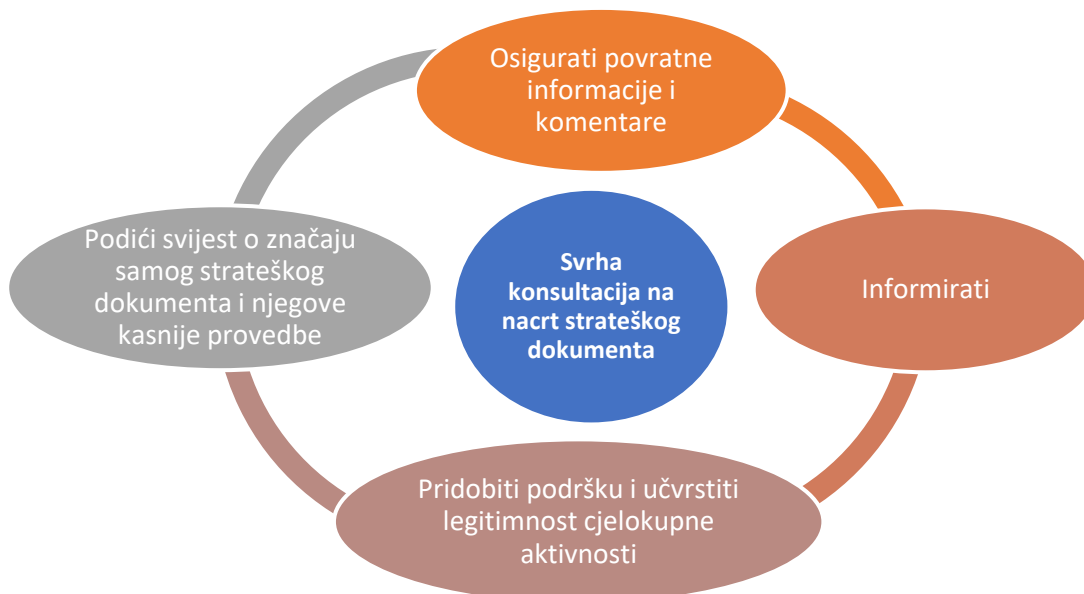 Osigurati povratne
informacije i
komentare
Informirati
Pridobiti podršku i učvrstiti
legitimnost cjelokupne
aktivnosti
Podići svijest o značaju
samog strateškog
dokumenta i njegove
kasnije provedbe
Svrha
konsultacija na
nacrt strateškog
dokumenta